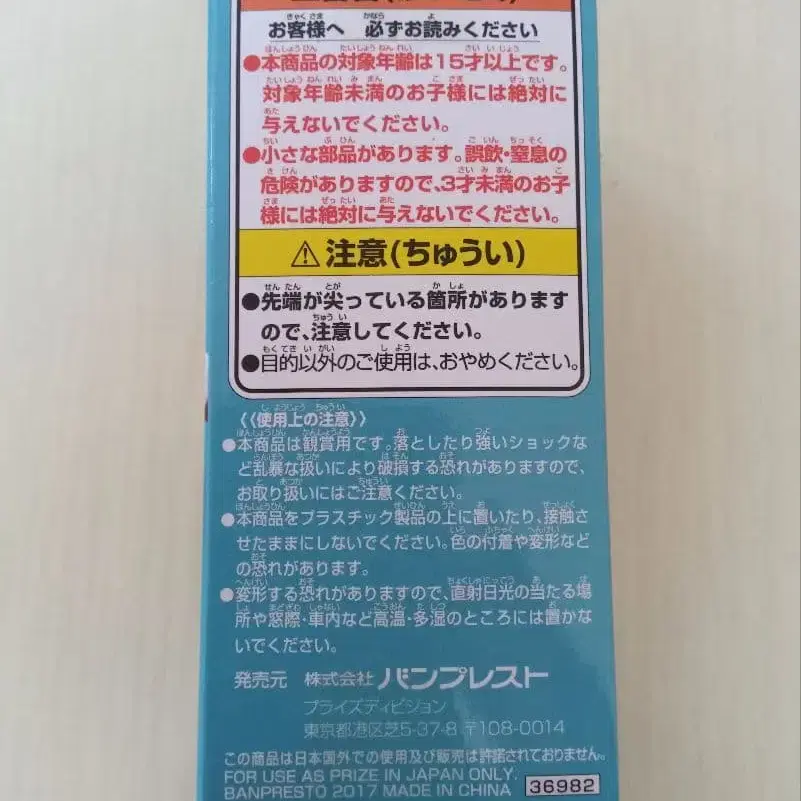 お客様へ 必ずお読みください
●本商品の対象年齢は15才以上です。
対象年齢未満のお子様には絶対に
与えないでください。
●小さな部品があります。誤飲・窒息の
危険がありますので、3才未満のお子
様には絶対に与えないでください。
⚠注意(ちゅうい)
●先端が尖っている箇所があります
ので、注意してください。
●目的以外のご使用は、おやめください。
《使用上の注意》
●本商品は観賞用です。落としたり強いショックな
ど乱暴な扱いにより破損する恐れがありますので、
お取り扱いにはご注意ください。
●本商品をプラスチック製品の上に置いたり、接触さ
せたままにしないでください。色の付着や変形など
の恐れがあります。
●変形する恐れがありますので、直射日光の当たる場
所や窓際・車内など高温・多湿のところには置かな
いでください。
発売元 株式会社 バンプレスト
プライズディビジョン
東京都港区芝5-37-8 〒108-0014
この商品は日本国外での使用及び販売は許諾されておりません。
FOR USE AS PRIZE IN JAPAN ONLY.
BANPRESTO 2017 MADE IN CHINA 36982